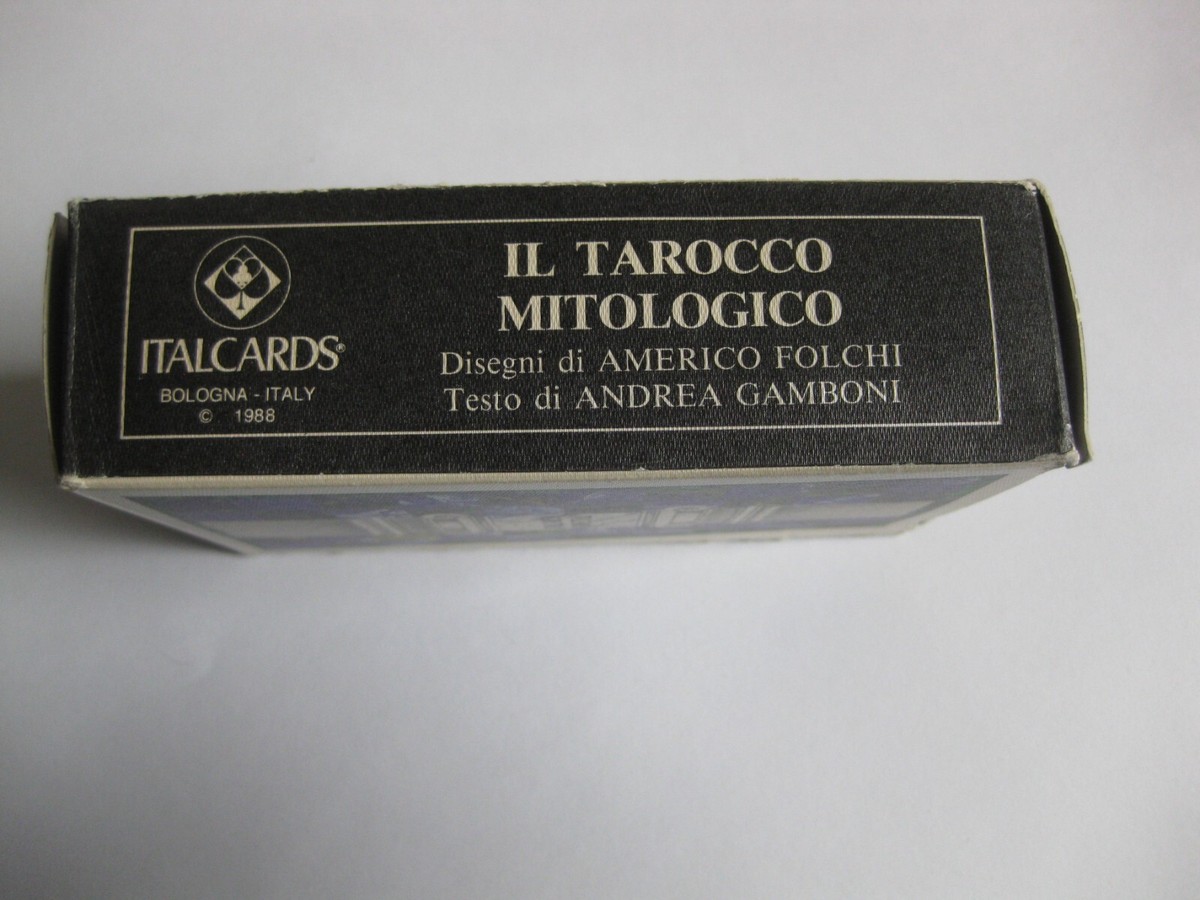 IL TAROCCO
MITOLOGICO
Disegni di AMERICO FOLCHI
Testo di ANDREA GAMBONI
ITALCARDS®
BOLOGNA - ITALY
© 1988